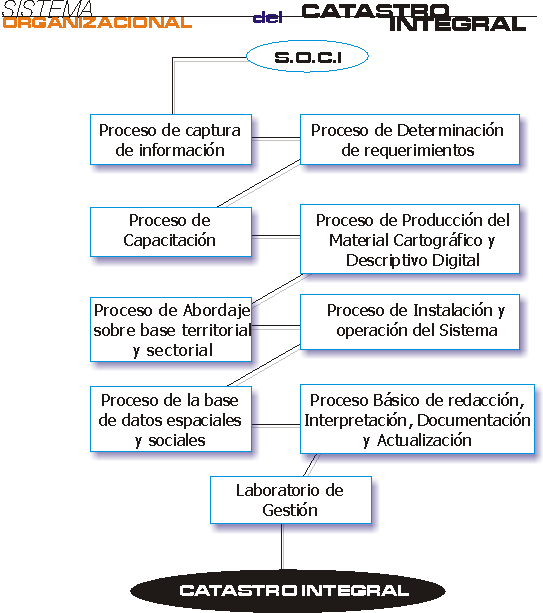 SISTEMA
ORGANIZACIONAL
del CATASTRO
INTEGRAL
S.O.C.I
Proceso de captura
de información
Proceso de Determinación
de requerimientos
Proceso de
Capacitación
Proceso de Producción del
Material Cartográfico y
Descriptivo Digital
Proceso de Abordaje
sobre base territorial
y sectorial
Proceso de Instalación y
operación del Sistema
Proceso de la base
de datos espaciales
y sociales
Proceso Básico de redacción,
Interpretación, Documentación
y Actualización
Laboratorio de
Gestión
CATASTRO INTEGRAL